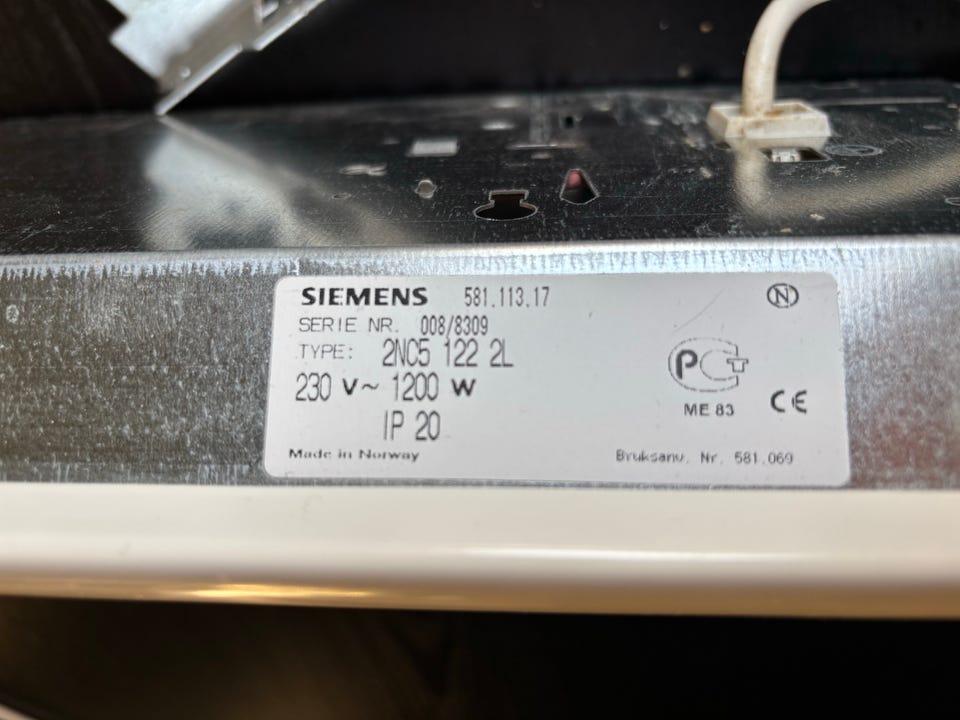 SIEMENS 581.113.17
N
SERIE NR. 008/8309
TYPE: 2NC5 122 2L
230 V~ 1200 W
PCT
ME 83
CE
IP 20
Made in Norway
Bruksanv. Nr. 581.069